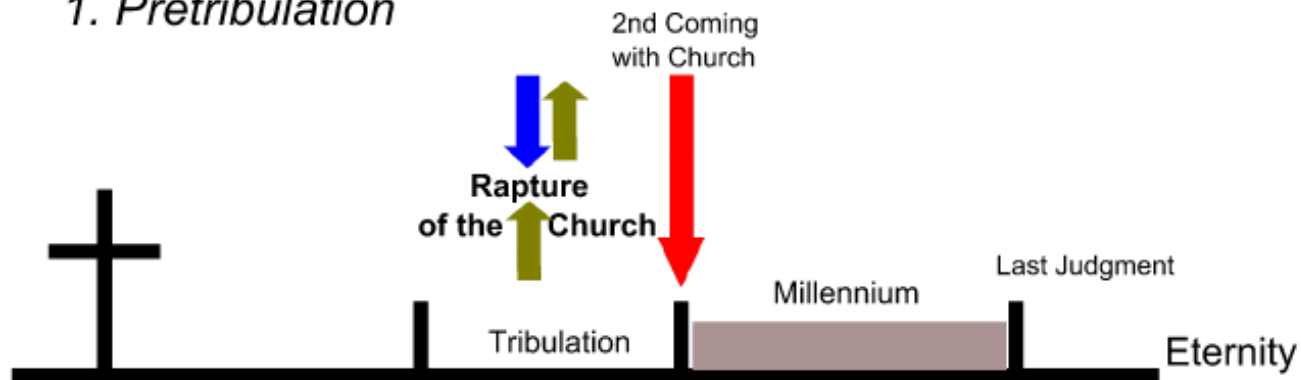 1. Pretribulation
2nd Coming
with Church
Rapture
of the Church
Last Judgment
Millennium
Tribulation
Eternity